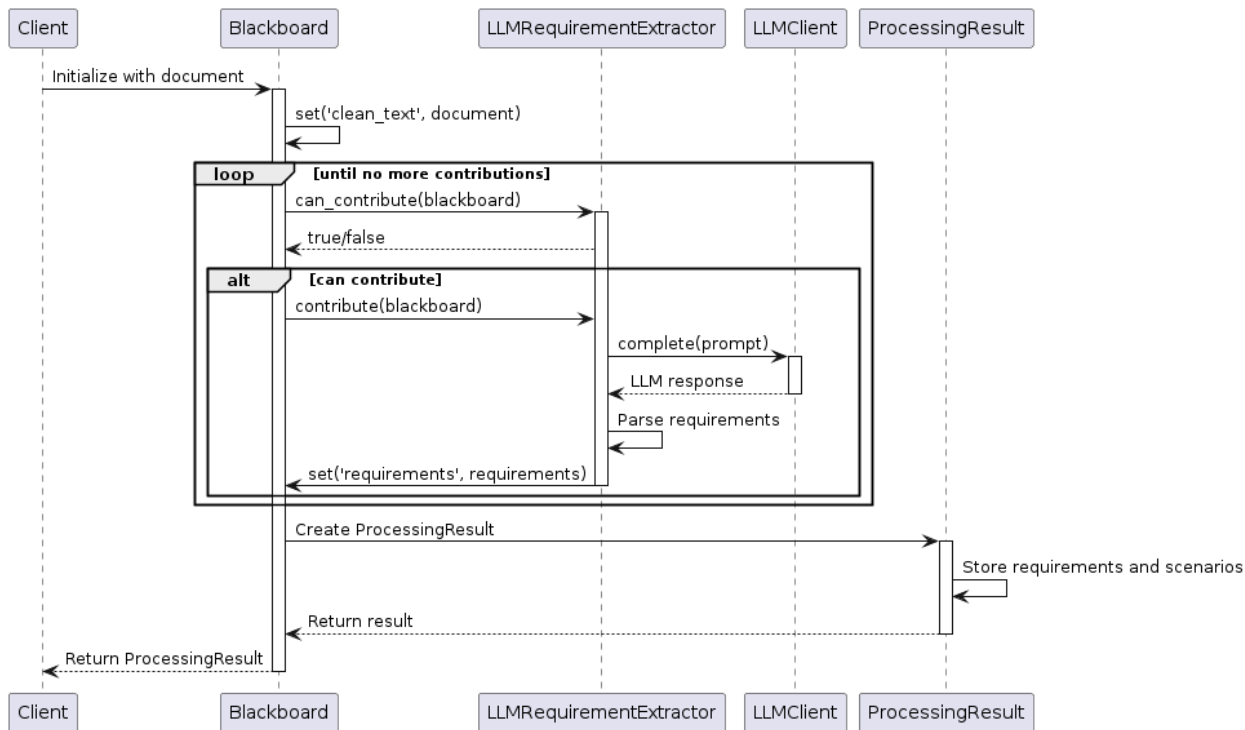 Client Blackboard LLMRequirementExtractor LLMClient ProcessingResult
Initialize with document
set('clean_text', document)
loop [until no more contributions]
can_contribute(blackboard)
true/false
alt [can contribute]
contribute(blackboard)
complete(prompt)
LLM response
Parse requirements
set('requirements', requirements)
Create ProcessingResult
Store requirements and scenarios
Return result
Return ProcessingResult
Client Blackboard LLMRequirementExtractor LLMClient ProcessingResult